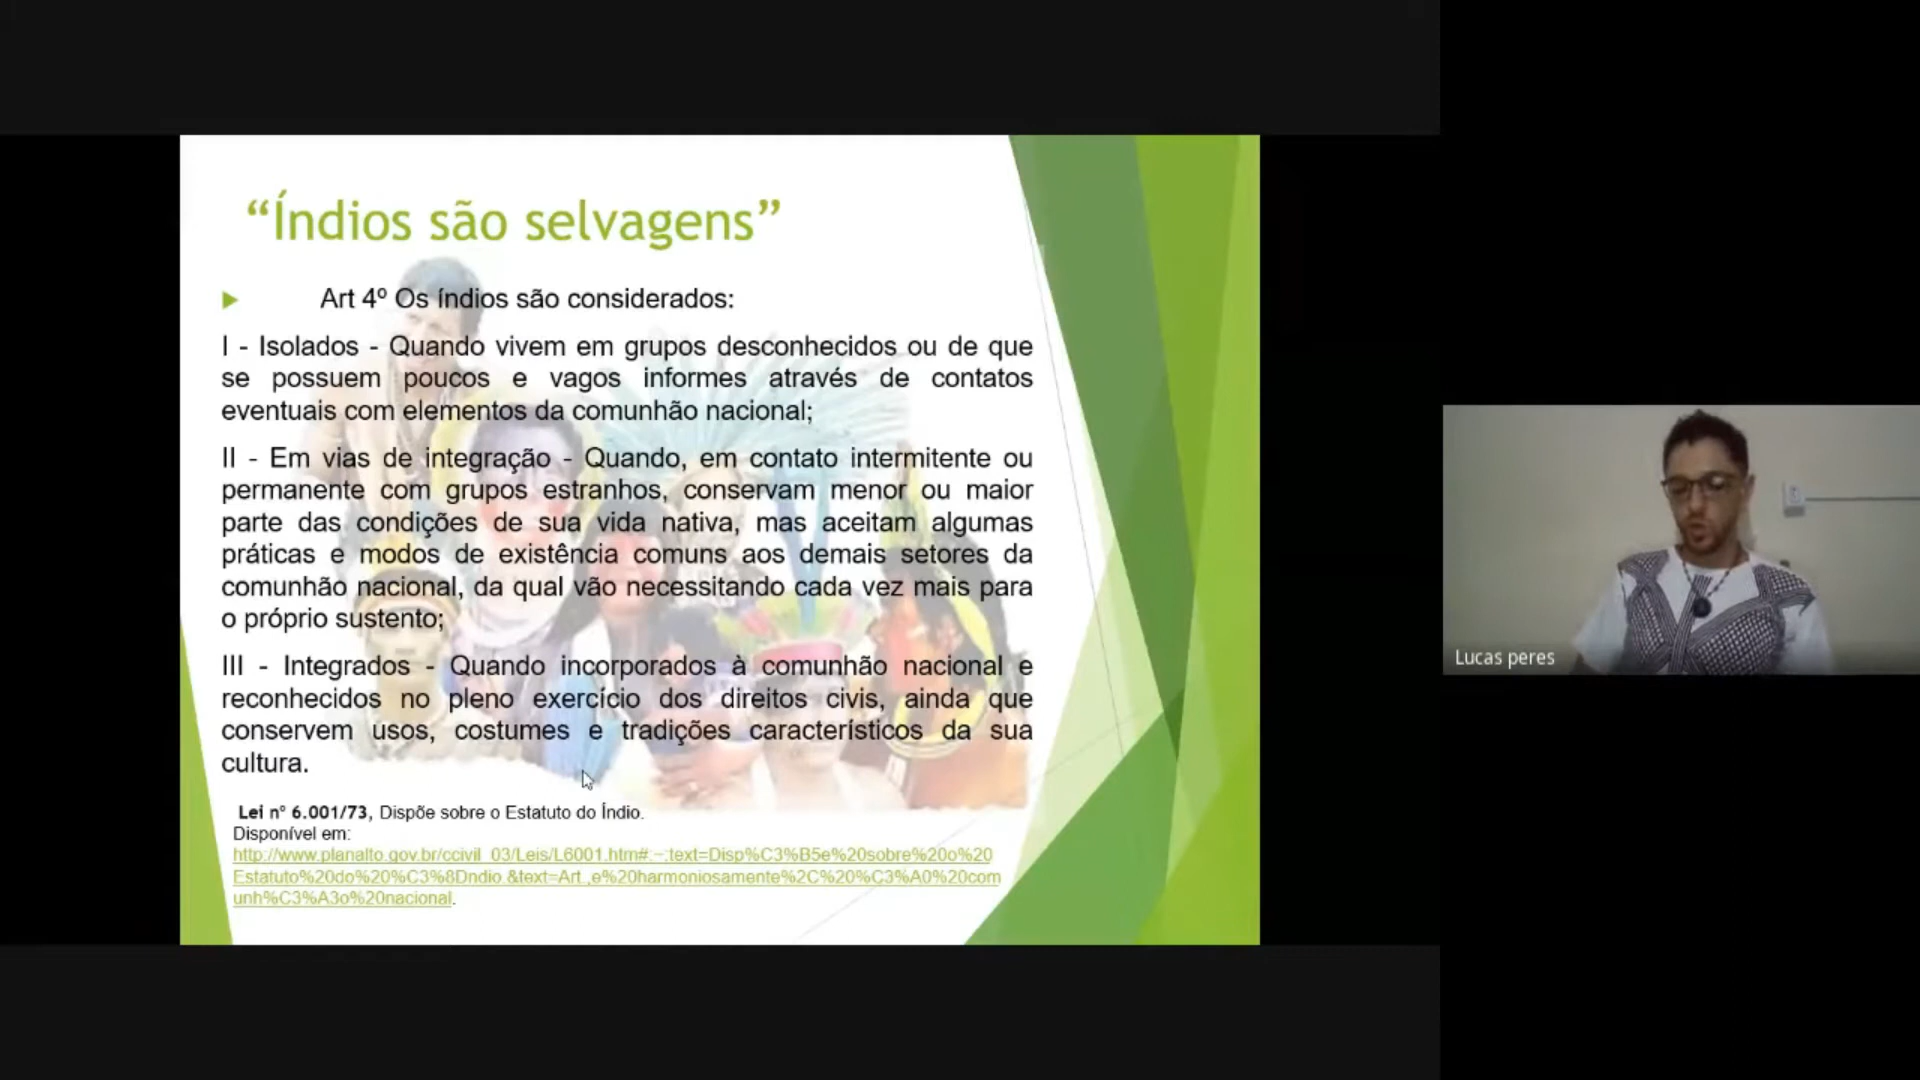 “Índios são selvagens”
Art 4º Os índios são considerados:
I - Isolados - Quando vivem em grupos desconhecidos ou de que
se possuem poucos e vagos informes através de contatos
eventuais com elementos da comunhão nacional;
II - Em vias de integração - Quando, em contato intermitente ou
permanente com grupos estranhos, conservam menor ou maior
parte das condições de sua vida nativa, mas aceitam algumas
práticas e modos de existência comuns aos demais setores da
comunhão nacional, da qual vão necessitando cada vez mais para
o próprio sustento;
III - Integrados - Quando incorporados à comunhão nacional e
reconhecidos no pleno exercício dos direitos civis, ainda que
conservem usos, costumes e tradições característicos da sua
cultura.
Lei nº 6.001/73, Dispõe sobre o Estatuto do Índio.
Disponível em:
http://www.planalto.gov.br/ccivil_03/Leis/L6001.htm#:~:text=Disp%C3%B5e%20sobre%20o%20
Estatuto%20do%20%C3%8Dndio.&text=Art.,e%20harmoniosamente%2C%20%C3%A0%20com
unh%C3%A3o%20nacional.
Lucas peres